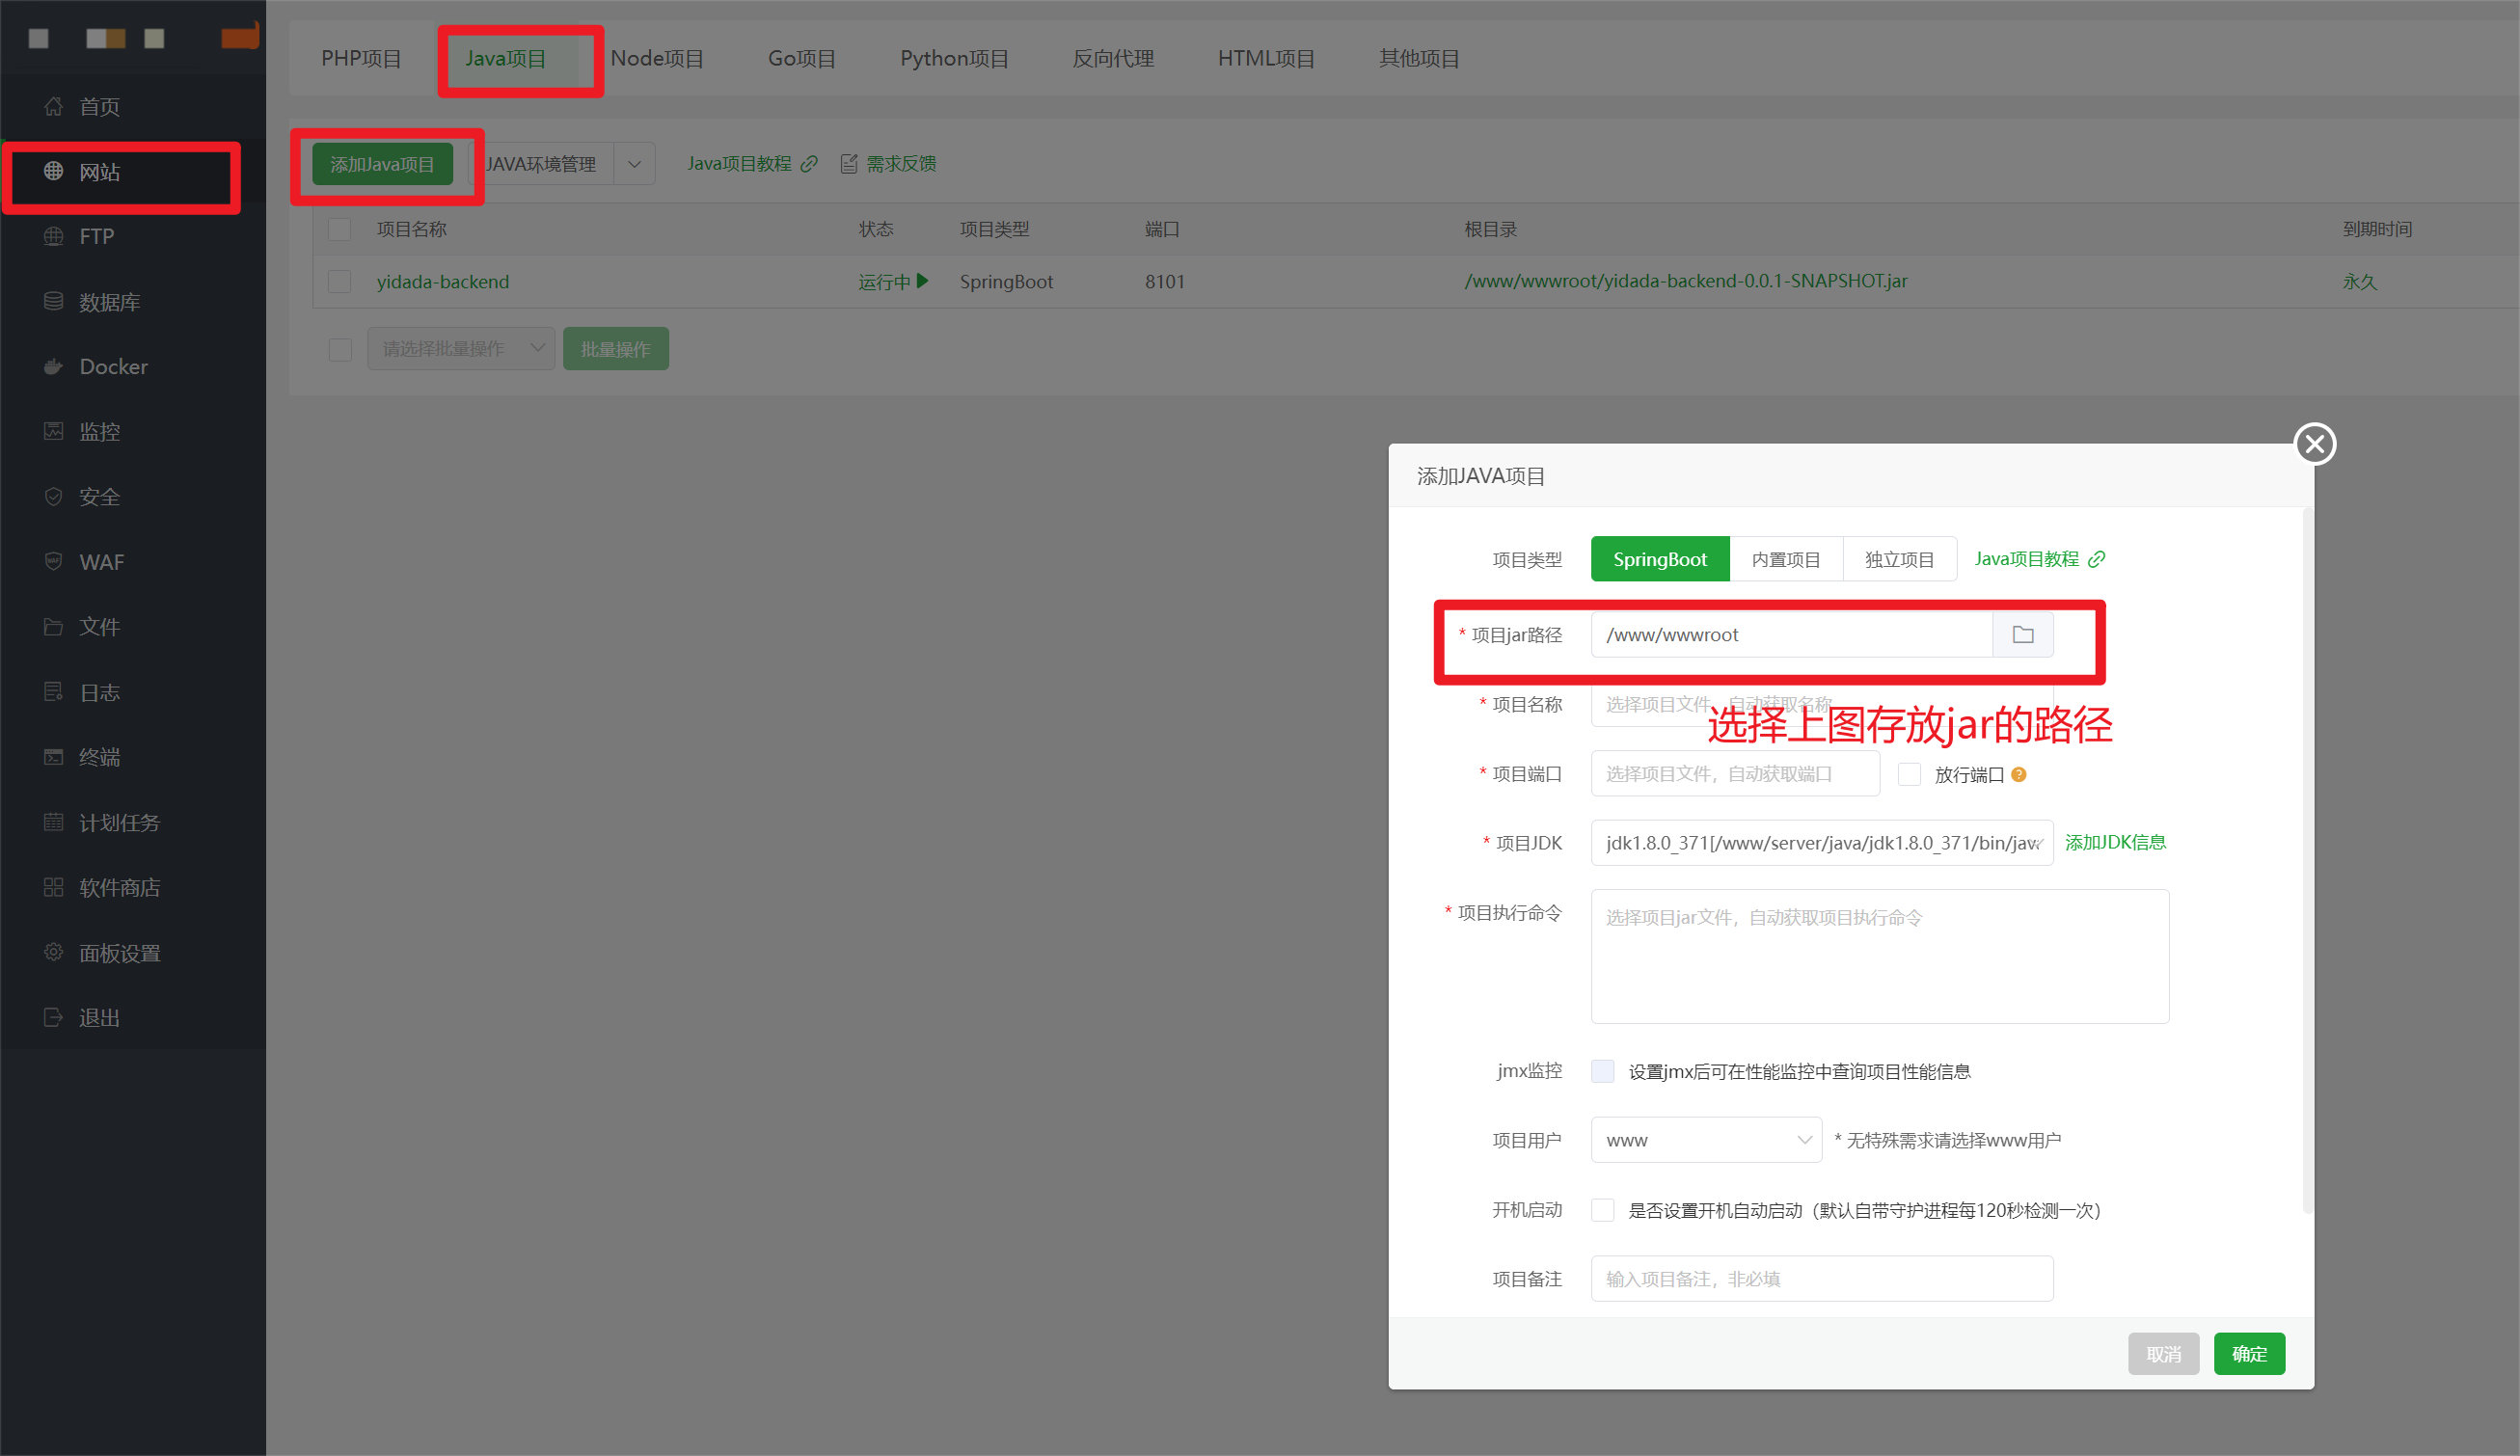 首页
网站
FTP
数据库
Docker
监控
安全
WAF
文件
日志
终端
计划任务
软件商店
面板设置
退出
PHP项目 Java项目 Node项目 Go项目 Python项目 反向代理 HTML项目 其他项目
添加Java项目 JAVA环境管理 Java项目教程 需求反馈
项目名称 状态 项目类型 端口 根目录 到期时间
yidada-backend 运行中 SpringBoot 8101 /www/wwwroot/yidada-backend-0.0.1-SNAPSHOT.jar 永久
请选择批量操作 批量操作
添加JAVA项目
项目类型 SpringBoot 内置项目 独立项目 Java项目教程
* 项目jar路径 /www/wwwroot
* 项目名称 选择项目文件，自动获取名称
选择上图存放jar的路径
* 项目端口 选择项目文件，自动获取端口 放行端口 ?
* 项目JDK jdk1.8.0_371[/www/server/java/jdk1.8.0_371/bin/jav 添加JDK信息
* 项目执行命令 选择项目jar文件，自动获取项目执行命令
jmx监控 设置jmx后可在性能监控中查询项目性能信息
项目用户 www * 无特殊需求请选择www用户
开机启动 是否设置开机自动启动（默认自带守护进程每120秒检测一次）
项目备注 输入项目备注，非必填
取消 确定